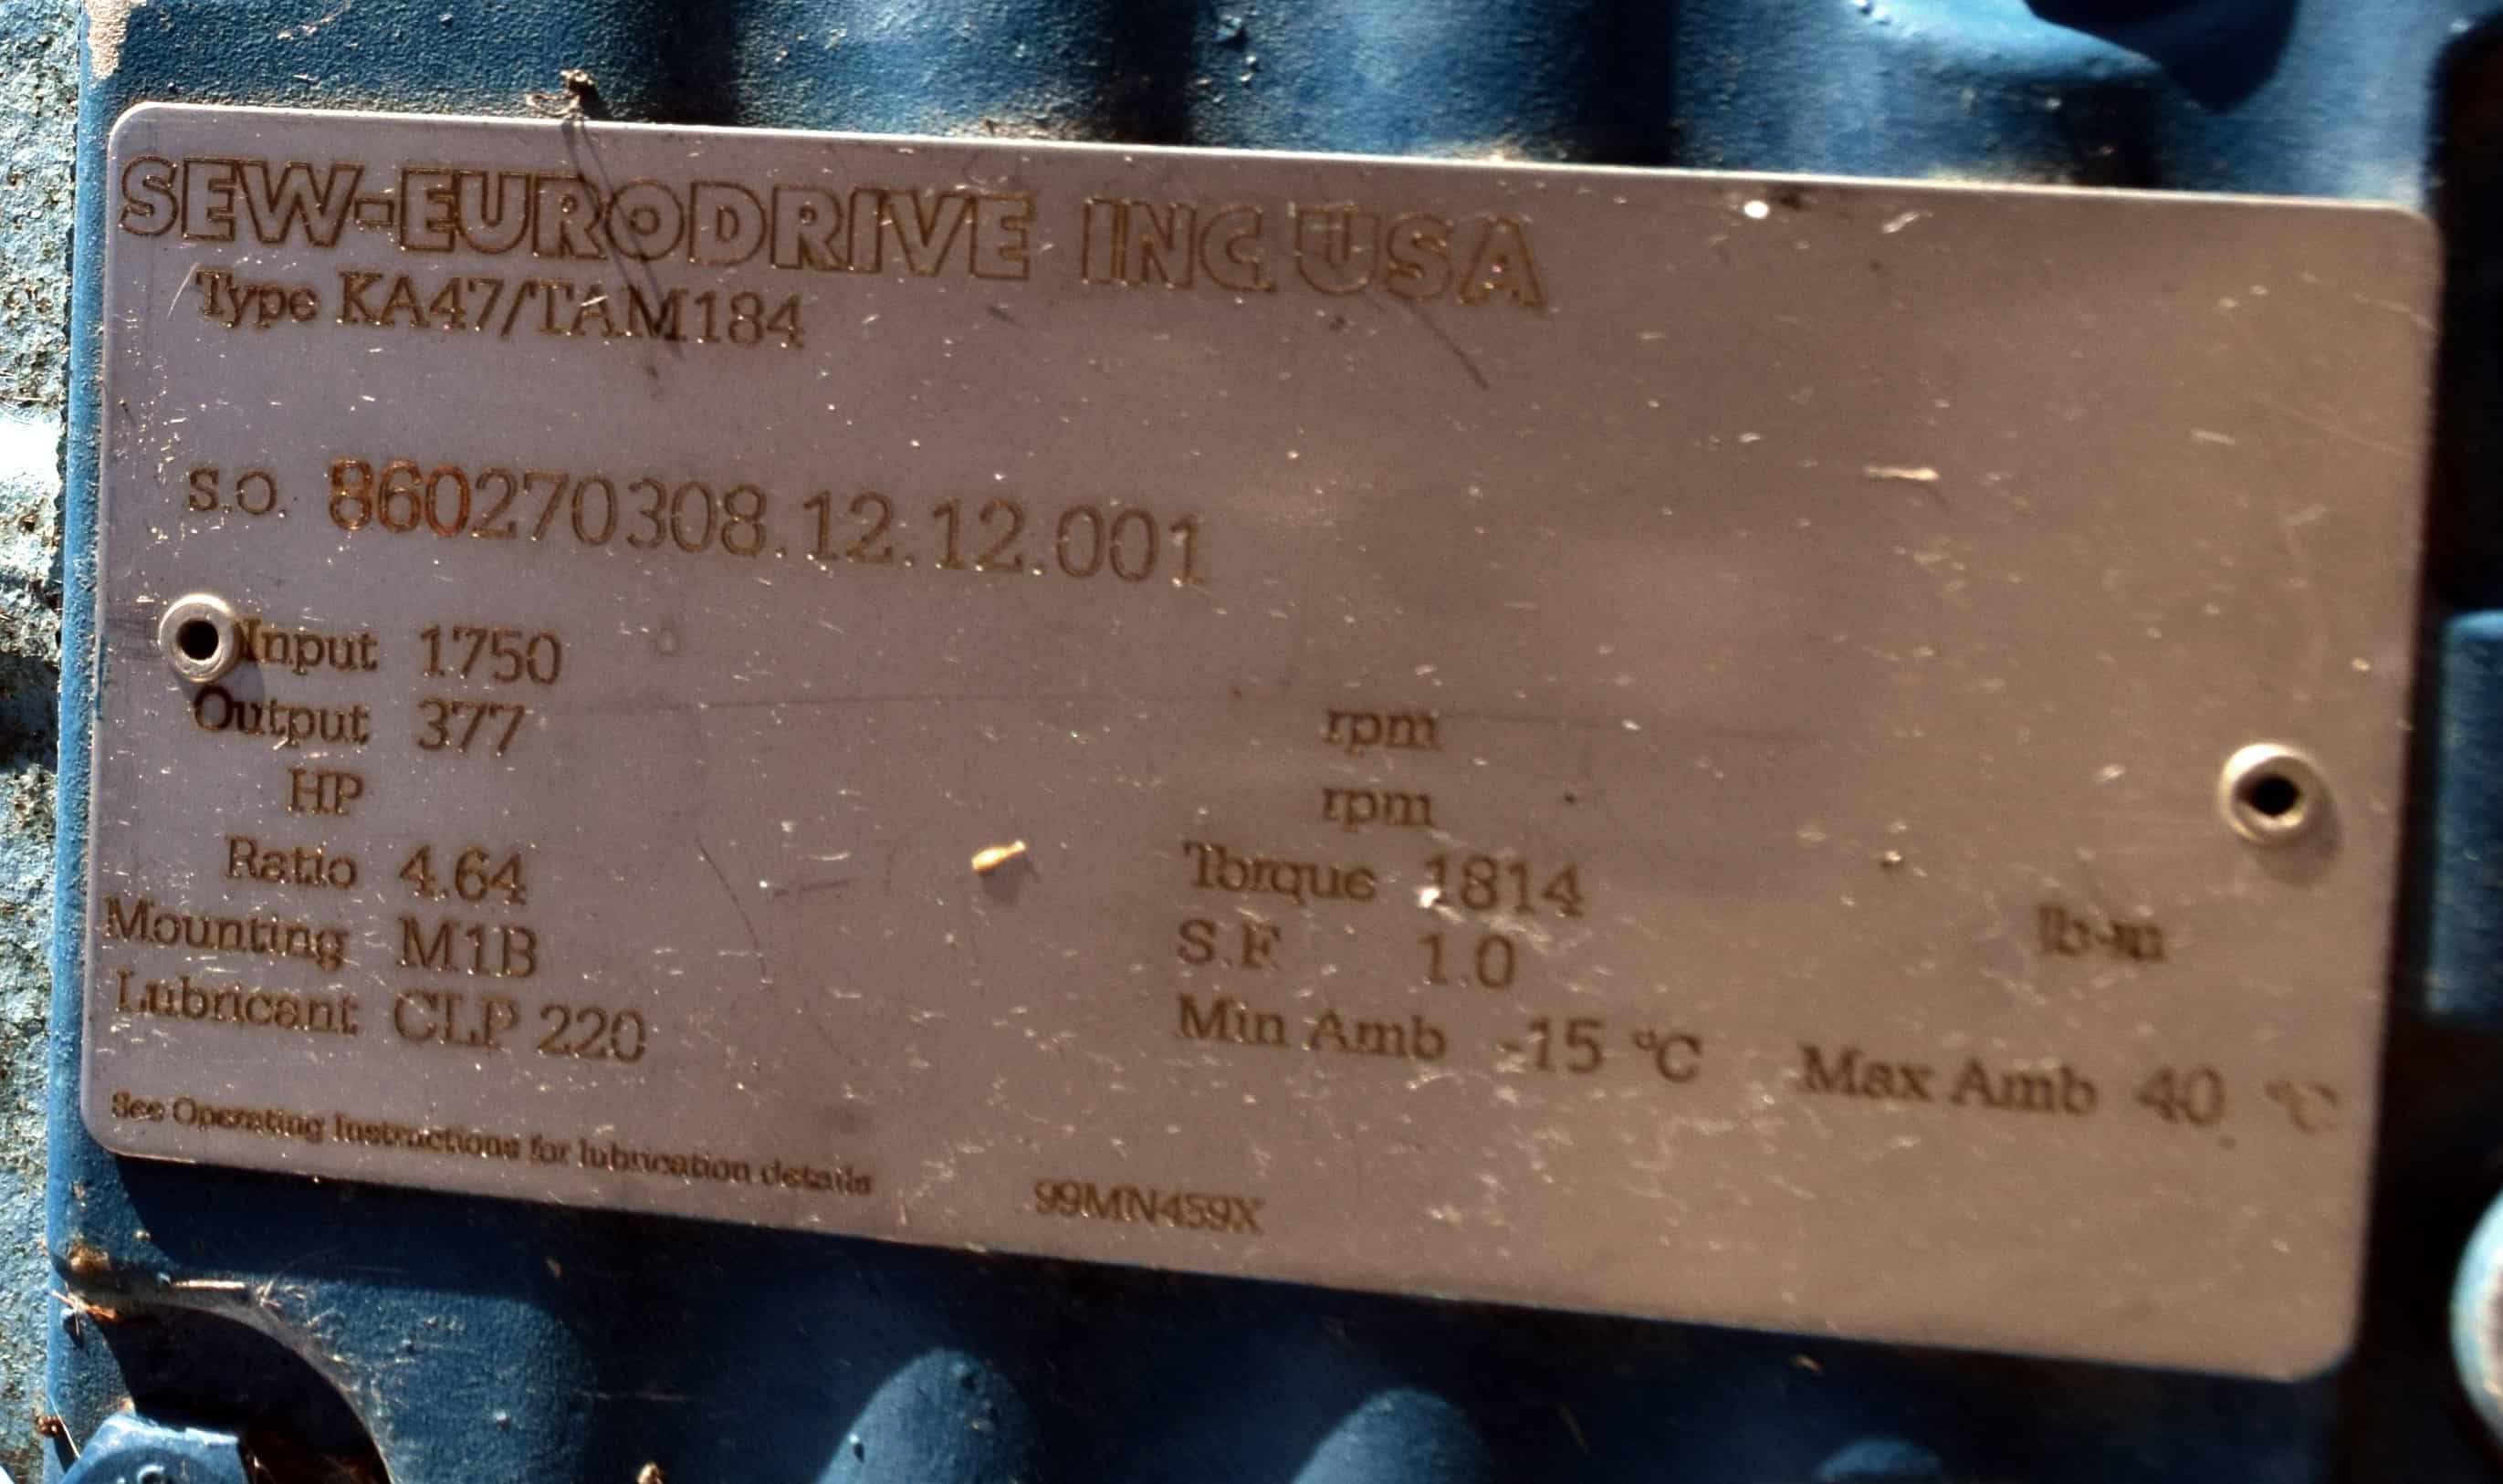 SEW-EURODRIVE INC USA
Type KA47/TAM184
S.O. 860270308.12.12.001
Input 1750 rpm
Output 377 rpm
HP
Ratio 4.64 Torque 1814 lb-in
Mounting M1B S.F 1.0
Lubricant CLP 220 Min Amb -15 °C Max Amb 40 °C
See Operating Instructions for lubrication details 99MN459X